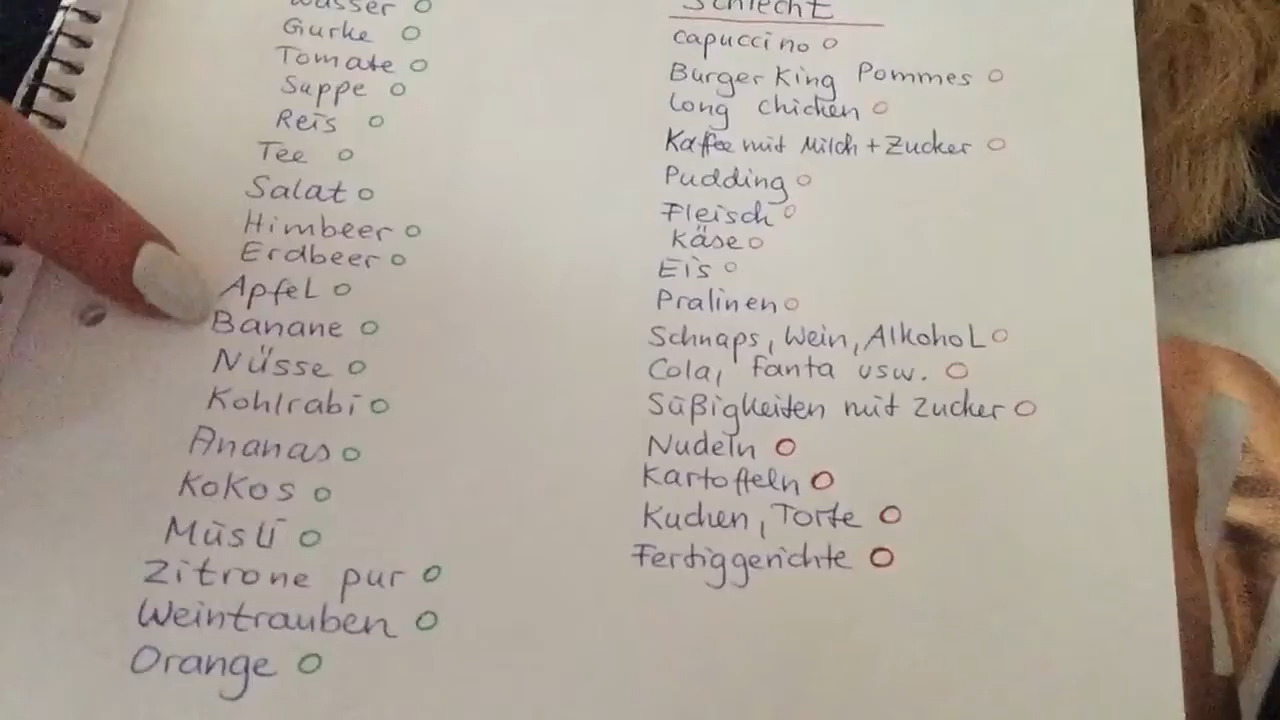 Wasser
Gurke
Tomate
Suppe
Reis
Tee
Salat
Himbeer
Erdbeer
Apfel
Banane
Nüsse
Kohlrabi
Ananas
Kokos
Müsli
Zitrone pur
Weintrauben
Orange
Schlecht
Capuccino
Burger King Pommes
Long chicken
Kaffee mit Milch + Zucker
Pudding
Fleisch
Käse
Eis
Pralinen
Schnaps, Wein, Alkohol
Cola, Fanta usw.
Süßigkeiten mit Zucker
Nudeln
Kartoffeln
Kuchen, Torte
Fertiggerichte